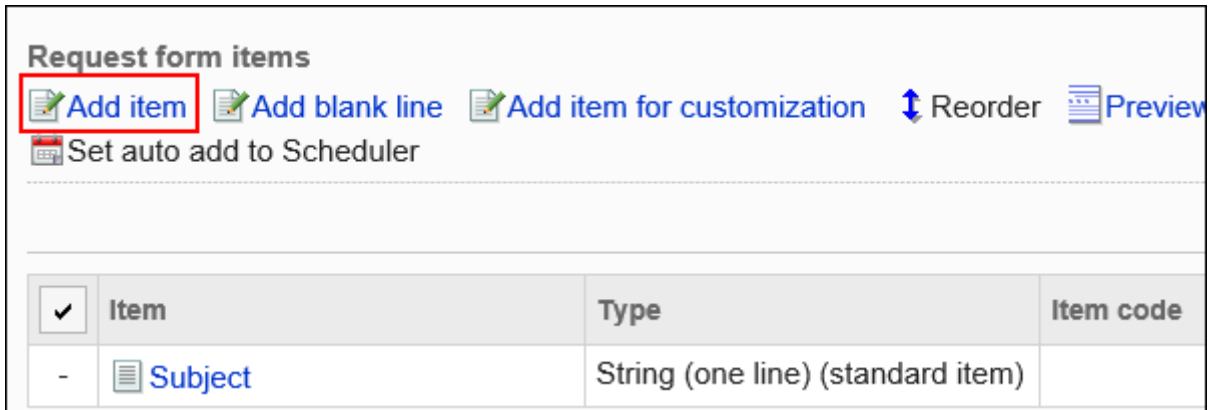 Request form items
Add item Add blank line Add item for customization Reorder Preview
Set auto add to Scheduler
Item Type Item code
- Subject String (one line) (standard item)